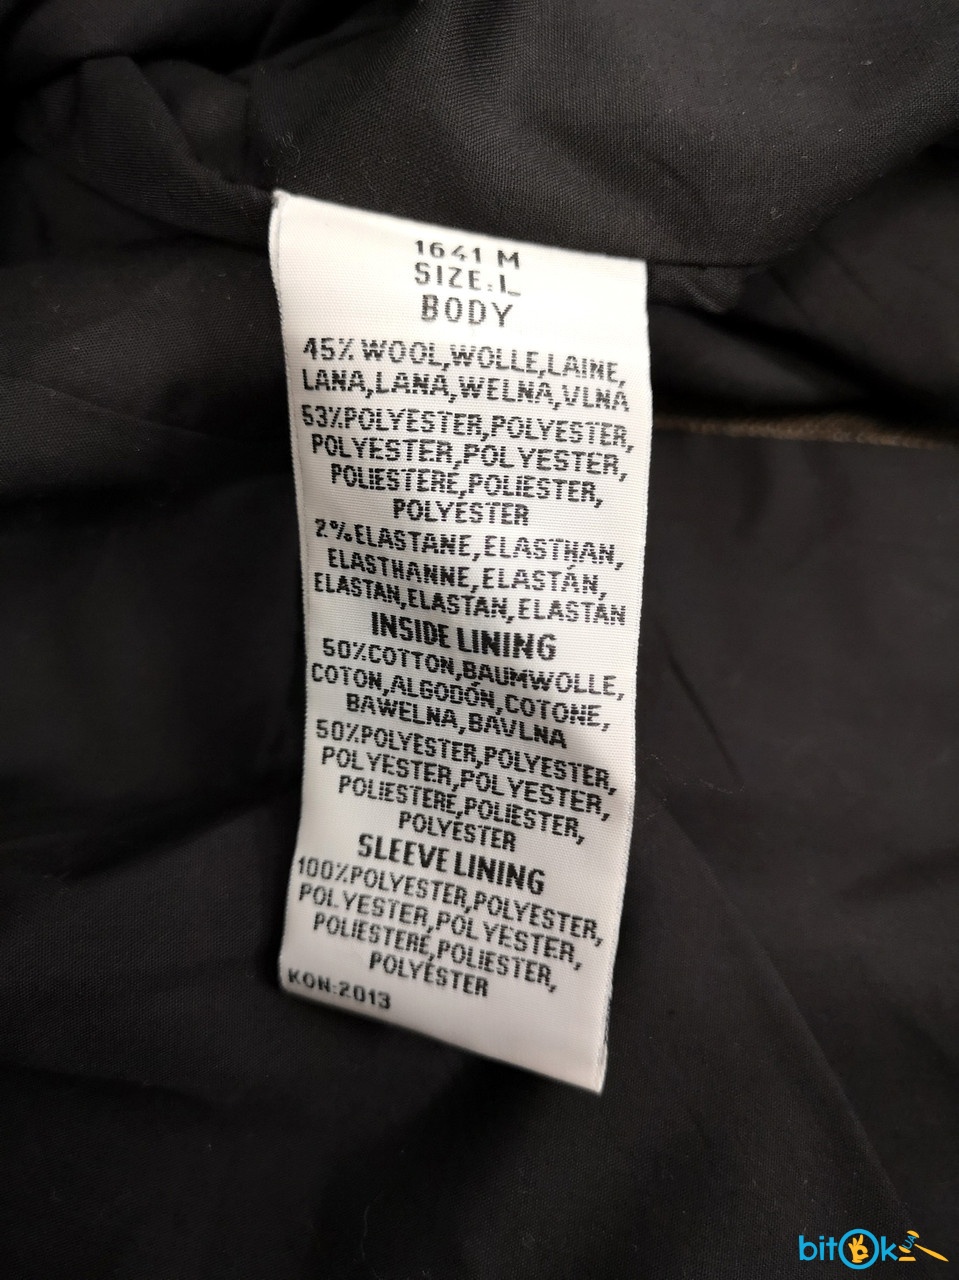 1641 M
SIZE:L
BODY
45% WOOL,WOLLE,LAINE,
LANA,LANA,WELNA,VLNA
53%POLYESTER,POLYESTER,
POLYESTER,POLYESTER,
POLIESTERE,POLIESTER,
POLYESTER
2%ELASTANE,ELASTHAN,
ELASTHANNE,ELASTÁN,
ELASTAN,ELASTAN,ELASTAN
INSIDE LINING
50%COTTON,BAUMWOLLE,
COTON,ALGODÓN,COTONE,
BAWELNA,BAVLNA
50%POLYESTER,POLYESTER,
POLYESTER,POLYESTER,
POLIESTERE,POLIESTER,
POLYESTER
SLEEVE LINING
100%POLYESTER,POLYESTER,
POLYESTER,POLYESTER,
POLIESTERE,POLIESTER,
POLYESTER
KON:2013
bitOk UA